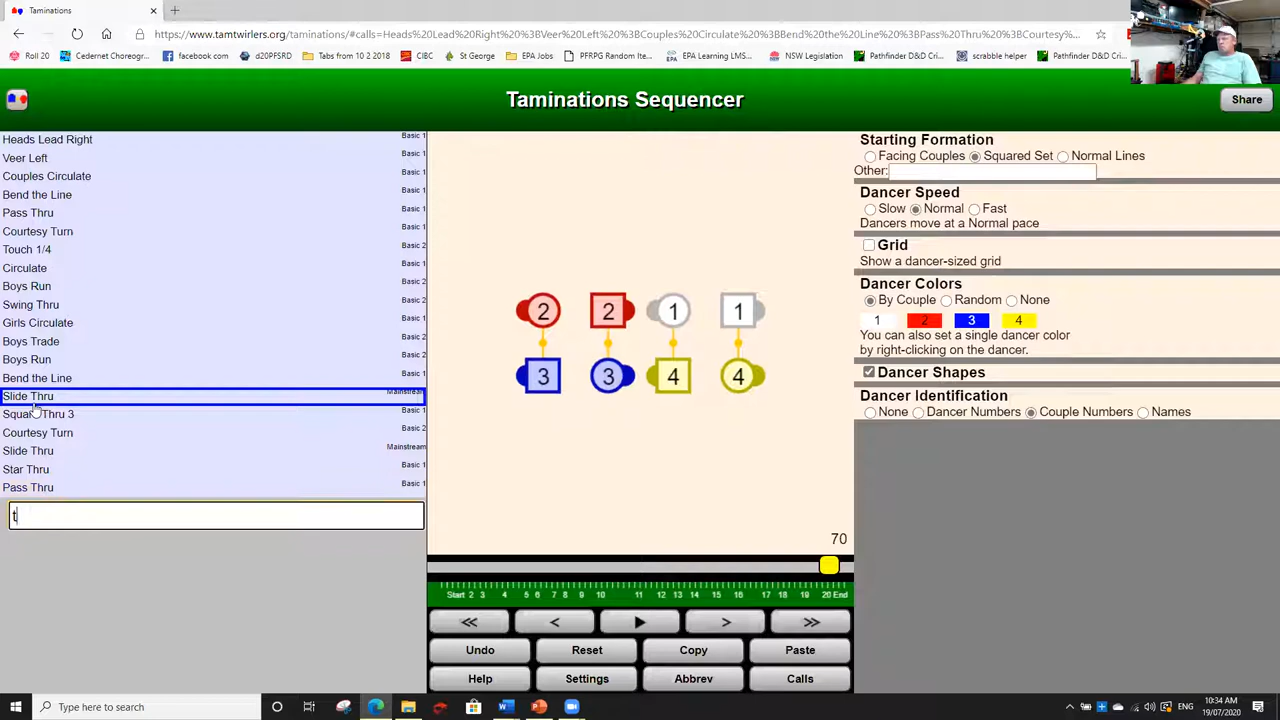 Taminations
https://www.tamtwirlers.org/taminations/#calls=Heads%20Lead%20Right%20%3BVeer%20Left%20%3BCouples%20Circulate%20%3BBend%20the%20Line%20%3BPass%20Thru%20%3BCourtesy%...
Roll 20
Cedernet Choreogr...
facebook.com
d20PFSRD
Tabs from 10 2 2018
CIBC
St George
EPA Jobs
PFRPG Random Ite...
EPA Learning LMS...
NSW Legislation
Pathfinder D&D Cri...
scrabble helper
Pathfinder D&D Cri...
Taminations Sequencer
Share
Heads Lead Right Basic 1
Veer Left Basic 1
Couples Circulate Basic 1
Bend the Line Basic 1
Pass Thru Basic 1
Courtesy Turn Basic 1
Touch 1/4 Basic 2
Circulate Basic 1
Boys Run Basic 2
Swing Thru Basic 2
Girls Circulate Basic 1
Boys Trade Basic 2
Boys Run Basic 2
Bend the Line Basic 1
Slide Thru Mainstream
Square Thru 3 Basic 1
Courtesy Turn Basic 2
Slide Thru Mainstream
Star Thru Basic 1
Pass Thru Basic 1
t
2 2 1 1
3 3 4 4
70
Start 2 3 4 5 6 7 8 9 10 11 12 13 14 15 16 17 18 19 20 End
Undo Reset Copy Paste
Help Settings Abbrev Calls
Starting Formation
Facing Couples Squared Set Normal Lines
Other:
Dancer Speed
Slow Normal Fast
Dancers move at a Normal pace
Grid
Show a dancer-sized grid
Dancer Colors
By Couple Random None
1 2 3 4
You can also set a single dancer color
by right-clicking on the dancer.
Dancer Shapes
Dancer Identification
None Dancer Numbers Couple Numbers Names
Type here to search
ENG
10:34 AM
19/07/2020